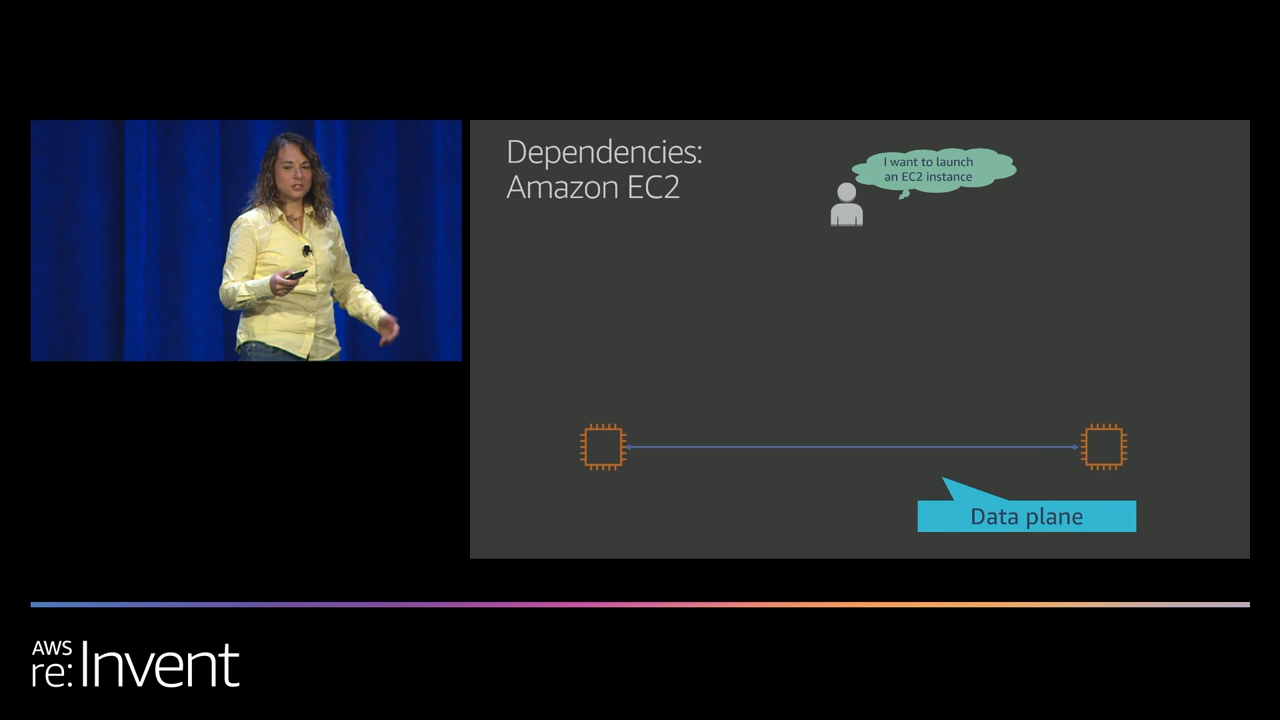 Dependencies:
Amazon EC2
I want to launch
an EC2 instance
Data plane
AWS
re:Invent